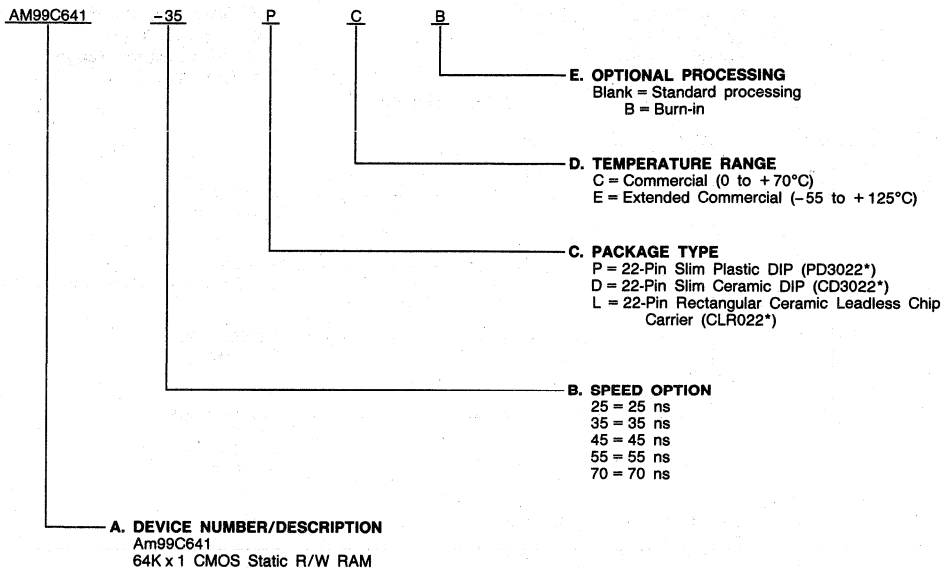 AM99C641 -35 P C B
E. OPTIONAL PROCESSING
Blank = Standard processing
B = Burn-in
D. TEMPERATURE RANGE
C = Commercial (0 to +70°C)
E = Extended Commercial (-55 to +125°C)
C. PACKAGE TYPE
P = 22-Pin Slim Plastic DIP (PD3022*)
D = 22-Pin Slim Ceramic DIP (CD3022*)
L = 22-Pin Rectangular Ceramic Leadless Chip
Carrier (CLR022*)
B. SPEED OPTION
25 = 25 ns
35 = 35 ns
45 = 45 ns
55 = 55 ns
70 = 70 ns
A. DEVICE NUMBER/DESCRIPTION
Am99C641
64K x 1 CMOS Static R/W RAM